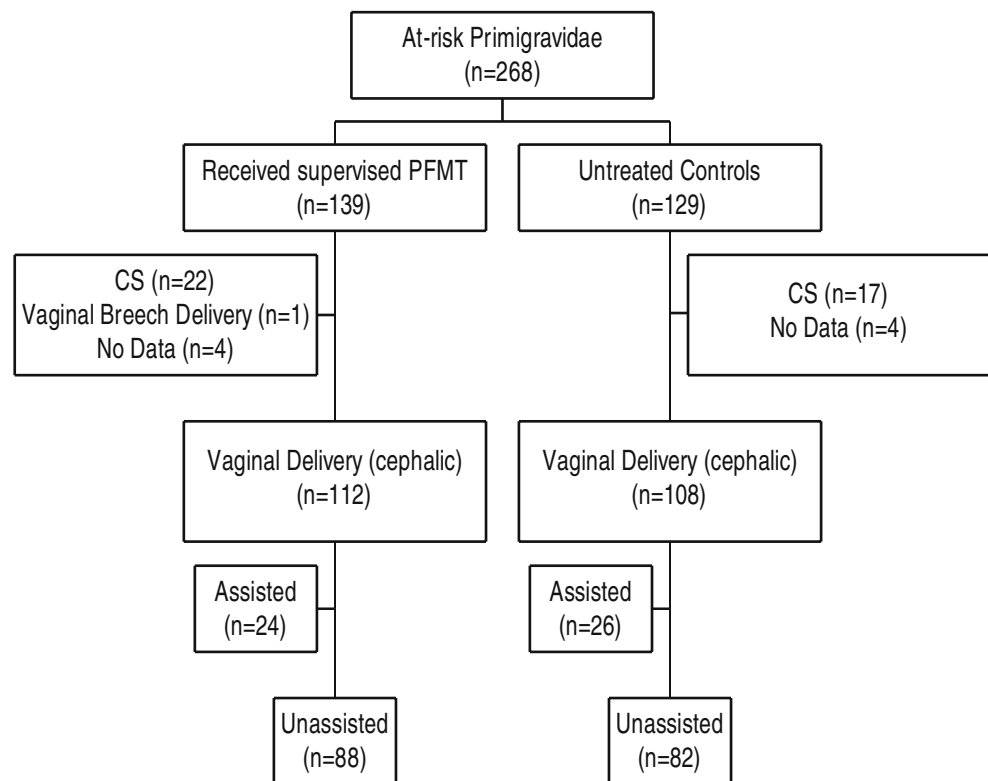 At-risk Primigravidae
(n=268)
Received supervised PFMT
(n=139)
Untreated Controls
(n=129)
CS (n=22)
Vaginal Breech Delivery (n=1)
No Data (n=4)
CS (n=17)
No Data (n=4)
Vaginal Delivery (cephalic)
(n=112)
Vaginal Delivery (cephalic)
(n=108)
Assisted
(n=24)
Assisted
(n=26)
Unassisted
(n=88)
Unassisted
(n=82)